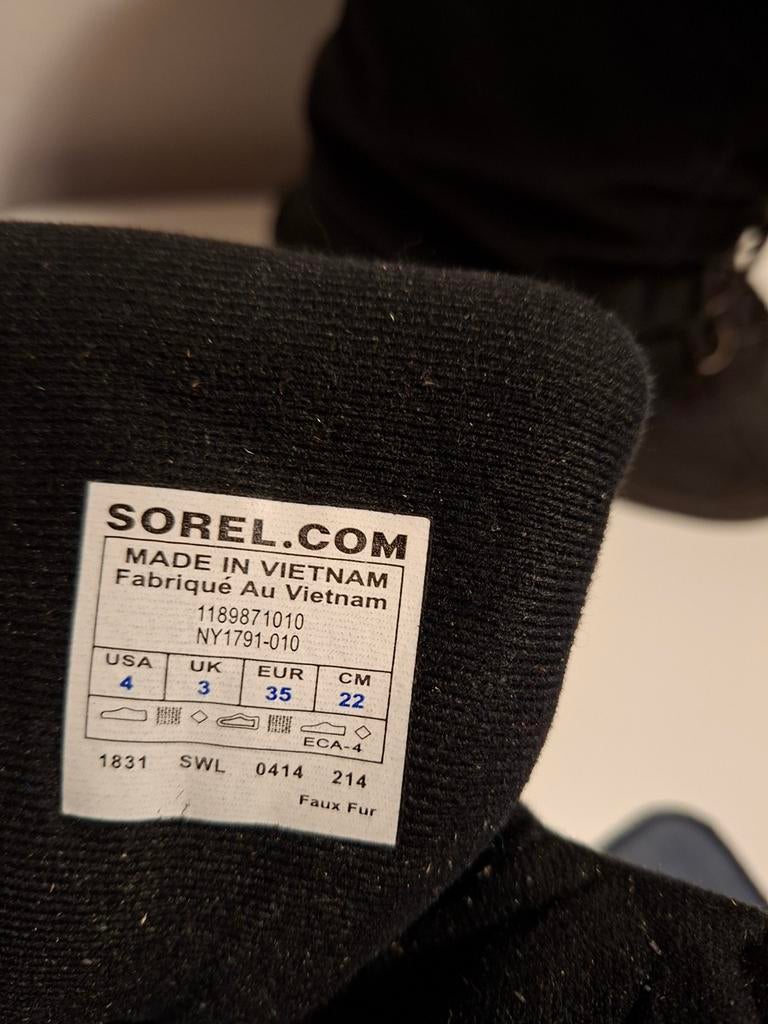 SOREL.COM
MADE IN VIETNAM
Fabriqué Au Vietnam
1189871010
NY1791-010
USA UK EUR CM
4 3 35 22
ECA-4
1831 SWL 0414 214
Faux Fur